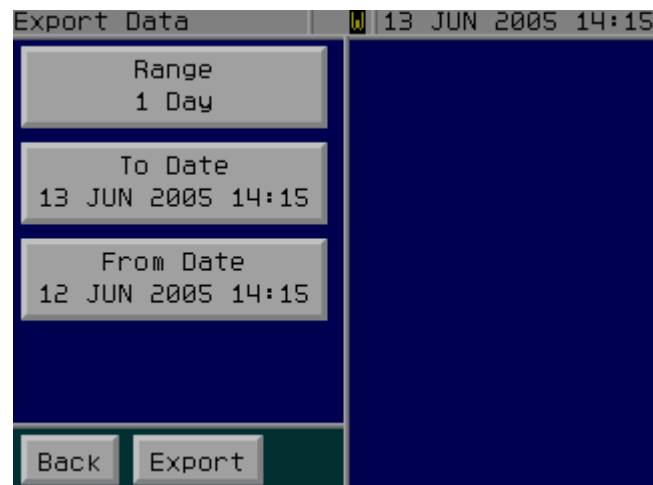 Export Data W 13 JUN 2005 14:15
Range
1 Day
To Date
13 JUN 2005 14:15
From Date
12 JUN 2005 14:15
Back Export